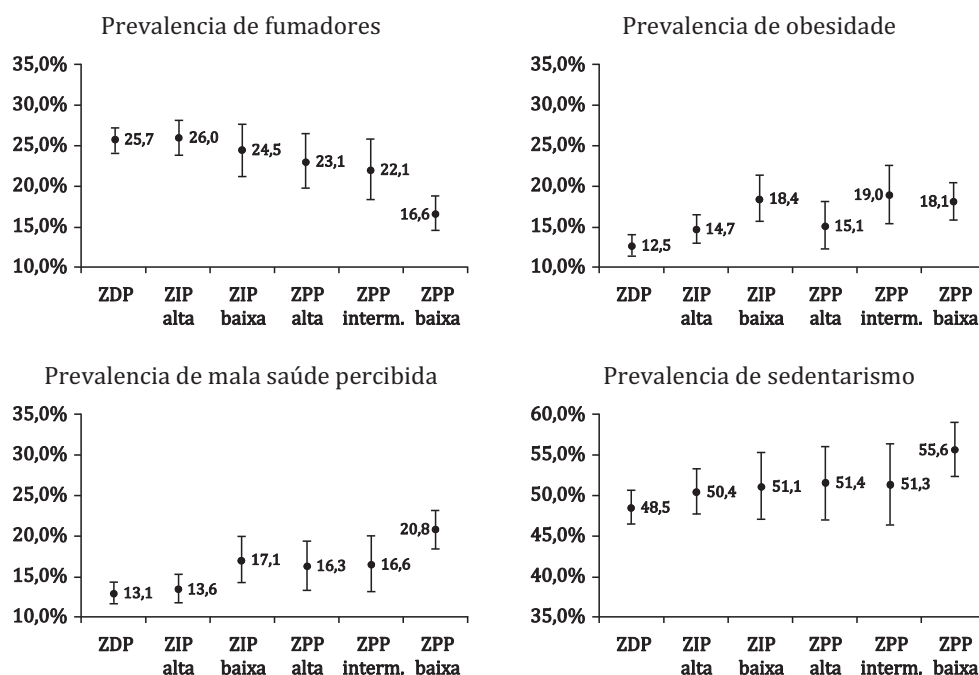 Prevalencia de fumadores
35,0%
30,0%
25,0%
20,0%
15,0%
10,0%
25,7
26,0
24,5
23,1
22,1
16,6
ZDP
ZIP alta
ZIP baixa
ZPP alta
ZPP interm.
ZPP baixa
Prevalencia de obesidade
35,0%
30,0%
25,0%
20,0%
15,0%
10,0%
12,5
14,7
18,4
15,1
19,0
18,1
ZDP
ZIP alta
ZIP baixa
ZPP alta
ZPP interm.
ZPP baixa
Prevalencia de mala saúde percibida
35,0%
30,0%
25,0%
20,0%
15,0%
10,0%
13,1
13,6
17,1
16,3
16,6
20,8
ZDP
ZIP alta
ZIP baixa
ZPP alta
ZPP interm.
ZPP baixa
Prevalencia de sedentarismo
60,0%
55,0%
50,0%
45,0%
40,0%
35,0%
48,5
50,4
51,1
51,4
51,3
55,6
ZDP
ZIP alta
ZIP baixa
ZPP alta
ZPP interm.
ZPP baixa